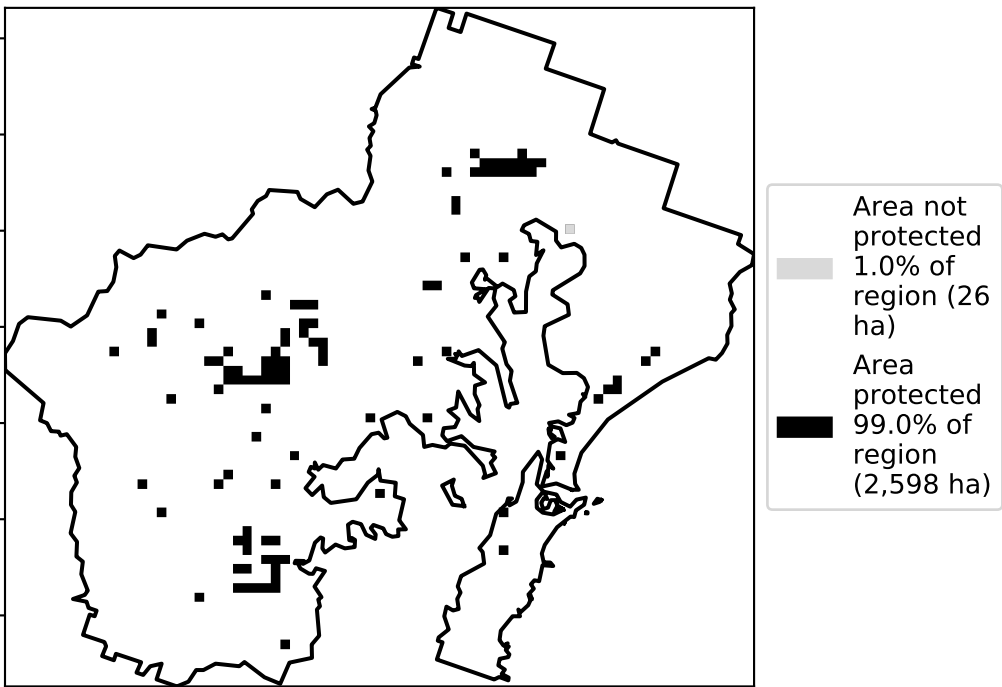 Area not
protected
1.0% of
region (26
ha)
Area
protected
99.0% of
region
(2,598 ha)